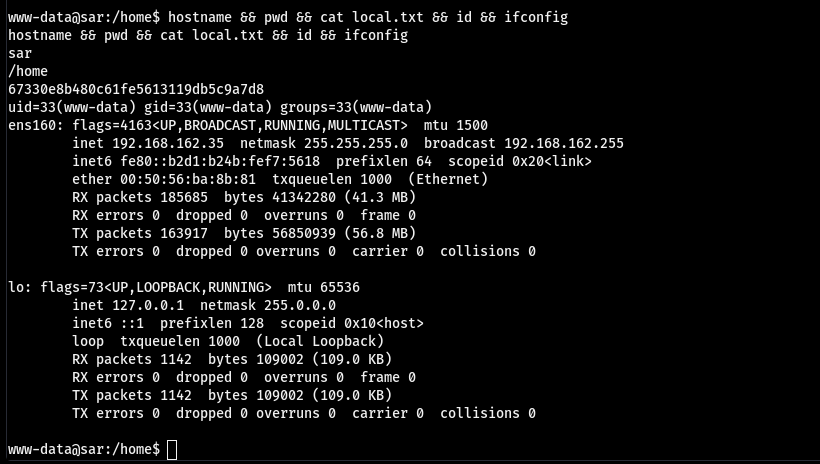 www-data@sar:/home$ hostname && pwd && cat local.txt && id && ifconfig
hostname && pwd && cat local.txt && id && ifconfig
sar
/home
67330e8b480c61fe5613119db5c9a7d8
uid=33(www-data) gid=33(www-data) groups=33(www-data)
ens160: flags=4163<UP,BROADCAST,RUNNING,MULTICAST>  mtu 1500
        inet 192.168.162.35  netmask 255.255.255.0  broadcast 192.168.162.255
        inet6 fe80::b2d1:b24b:fef7:5618  prefixlen 64  scopeid 0x20<link>
        ether 00:50:56:ba:8b:81  txqueuelen 1000  (Ethernet)
        RX packets 185685  bytes 41342280 (41.3 MB)
        RX errors 0  dropped 0  overruns 0  frame 0
        TX packets 163917  bytes 56850939 (56.8 MB)
        TX errors 0  dropped 0 overruns 0  carrier 0  collisions 0

lo: flags=73<UP,LOOPBACK,RUNNING>  mtu 65536
        inet 127.0.0.1  netmask 255.0.0.0
        inet6 ::1  prefixlen 128  scopeid 0x10<host>
        loop  txqueuelen 1000  (Local Loopback)
        RX packets 1142  bytes 109002 (109.0 KB)
        RX errors 0  dropped 0  overruns 0  frame 0
        TX packets 1142  bytes 109002 (109.0 KB)
        TX errors 0  dropped 0 overruns 0  carrier 0  collisions 0

www-data@sar:/home$